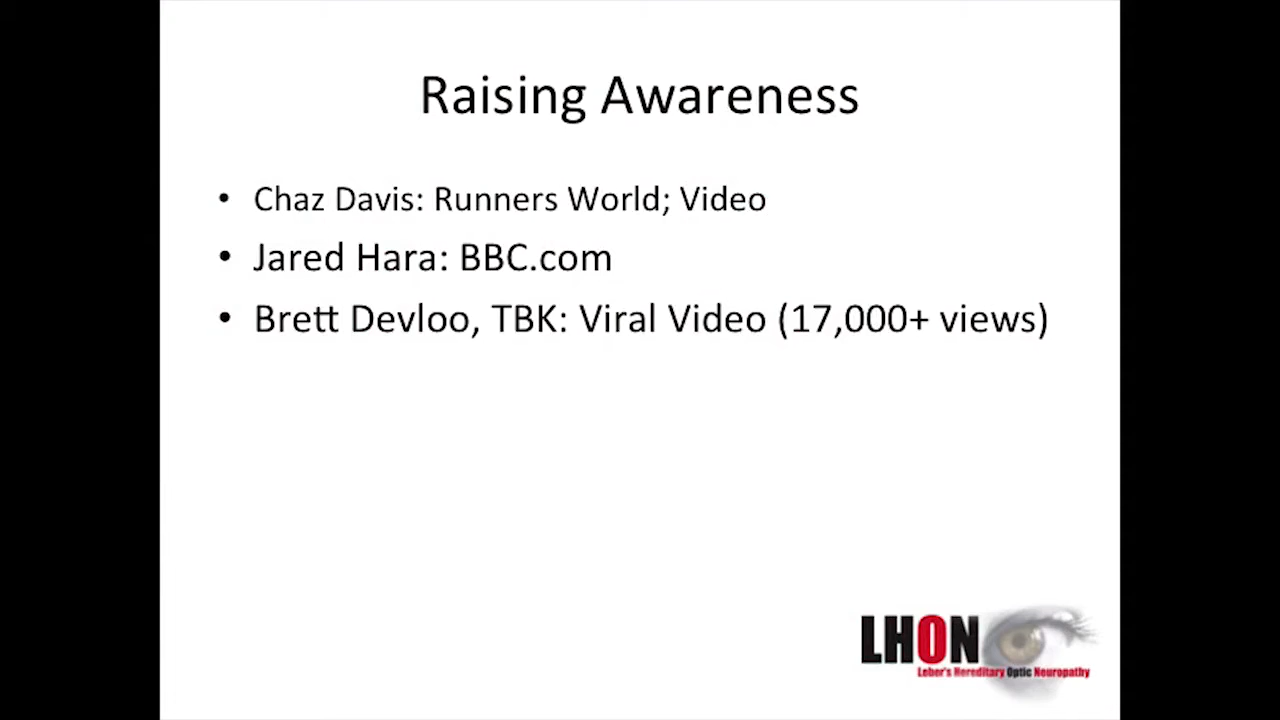 Raising Awareness
• Chaz Davis: Runners World; Video
• Jared Hara: BBC.com
• Brett Devloo, TBK: Viral Video (17,000+ views)
LHON
Leber's Hereditary Optic Neuropathy